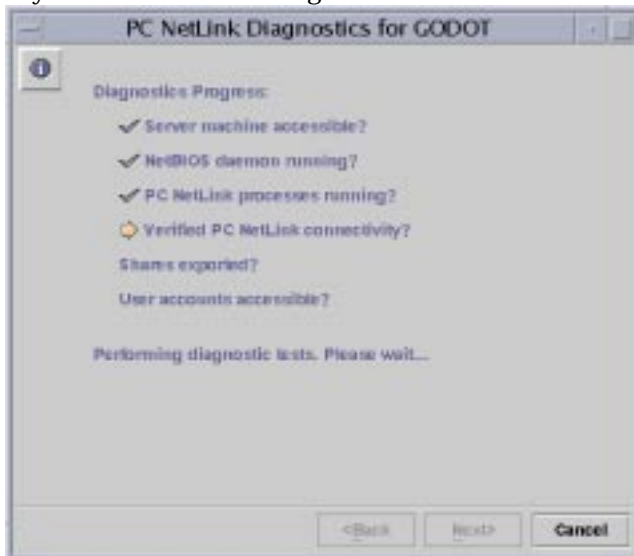 PC NetLink Diagnostics for GODOT
Diagnostics Progress:
Server machine accessible?
NetBIOS daemon running?
PC NetLink processes running?
Verified PC NetLink connectivity?
Shares exported?
User accounts accessible?
Performing diagnostic tests. Please wait...
<Back
Next>
Cancel